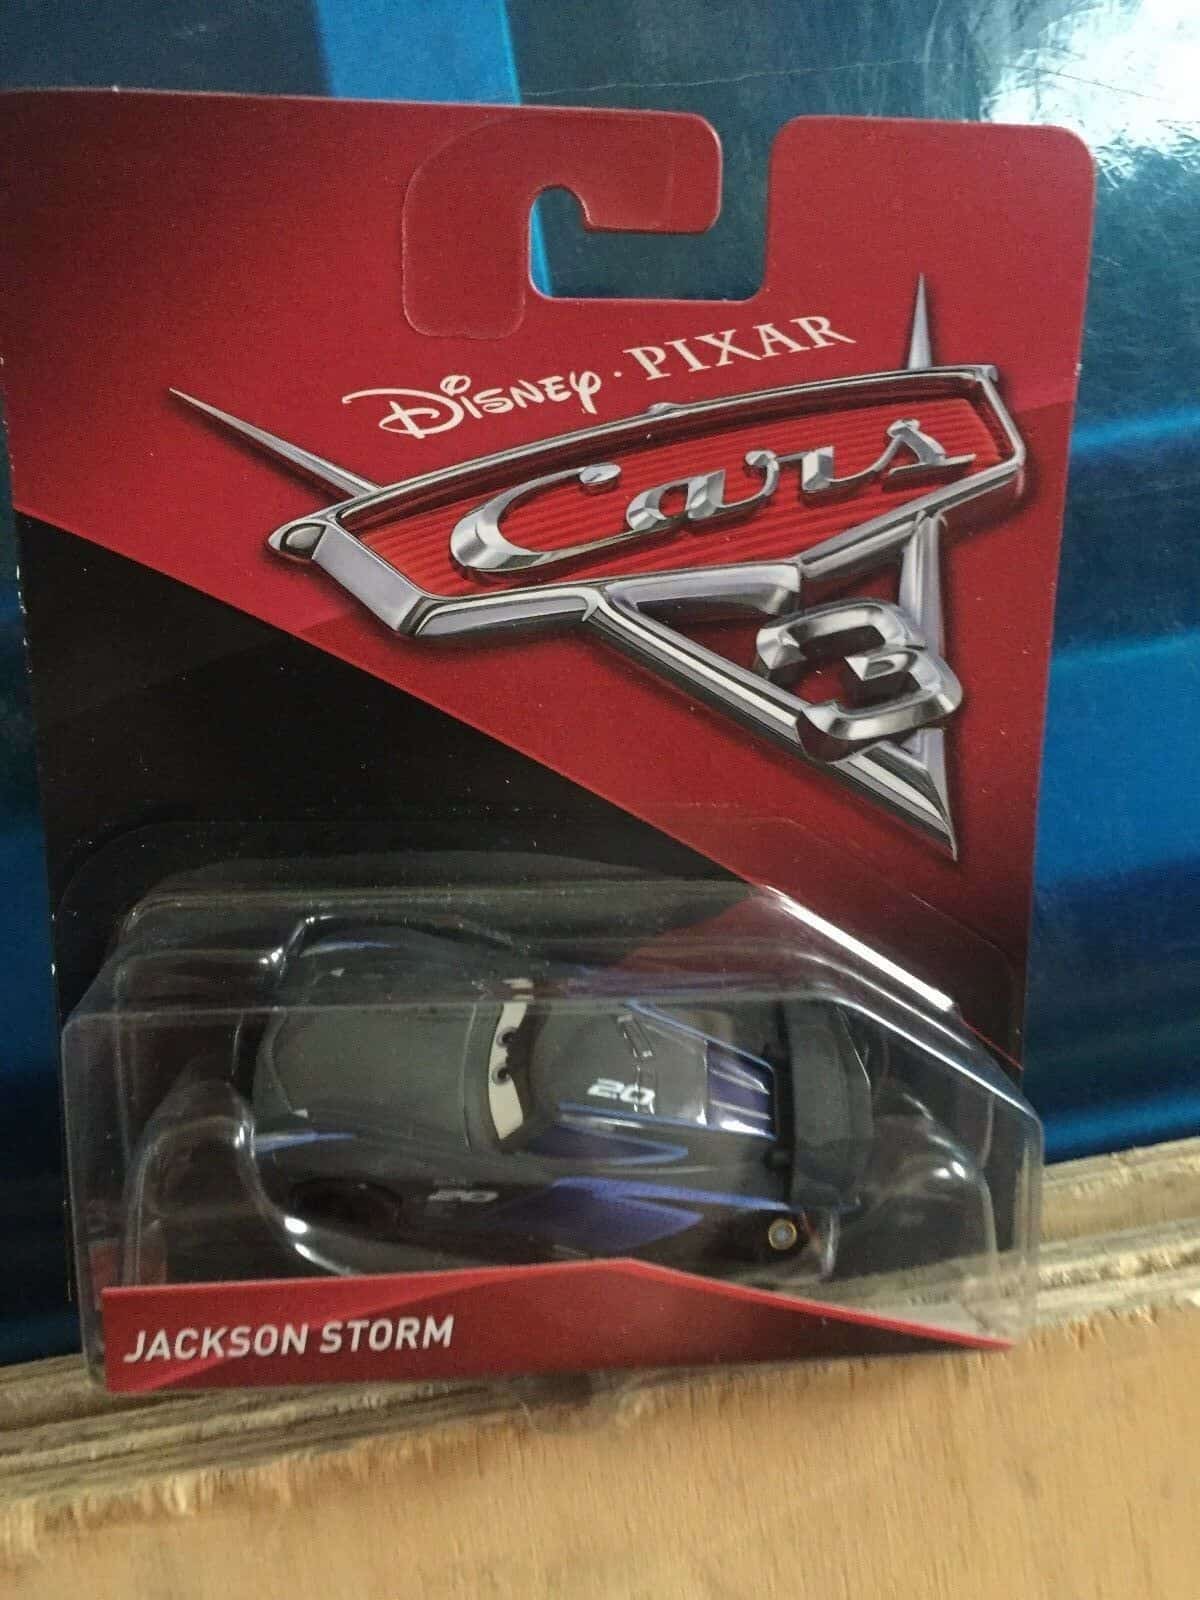 Disney · PIXAR
Cars
3
20
20
JACKSON STORM